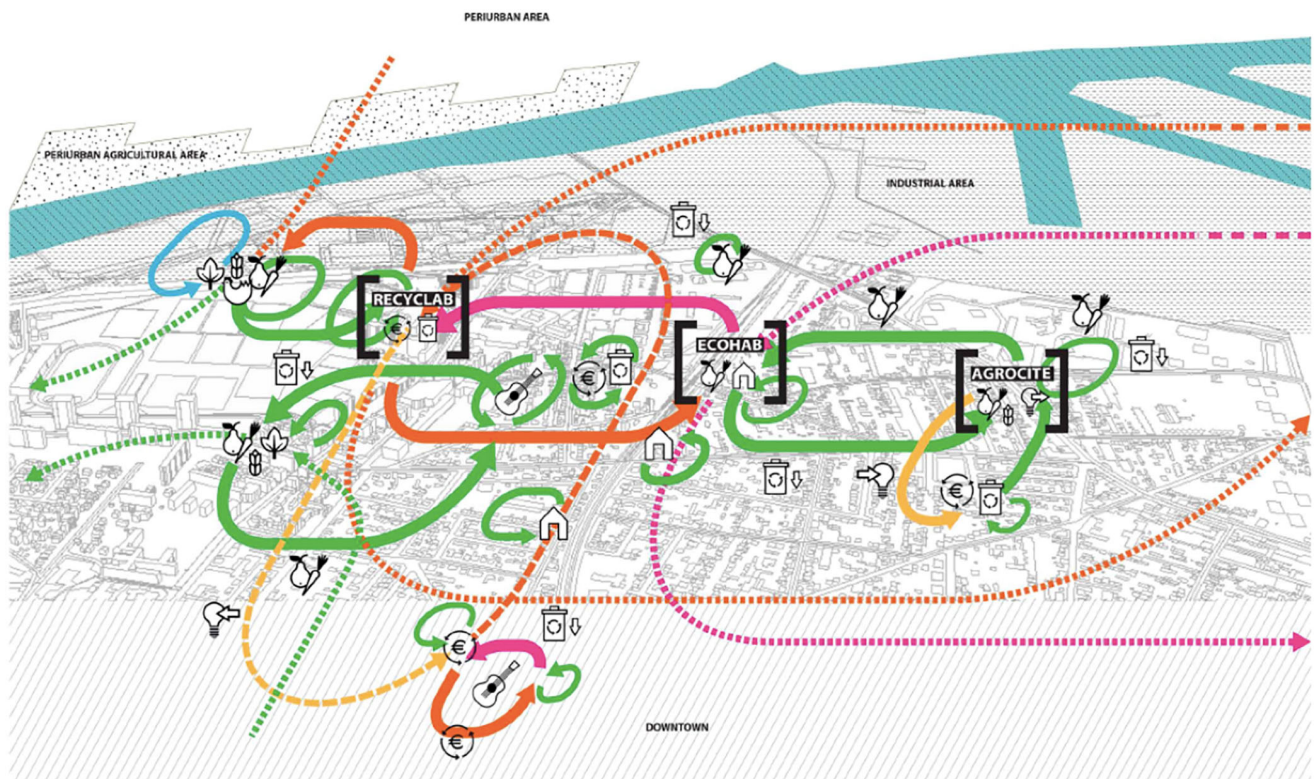 PERIURBAN AREA
PERIURBAN AGRICULTURAL AREA
INDUSTRIAL AREA
RECYCLAB
€
ECOHAB
AGROCITE
€
€
€
€
DOWNTOWN